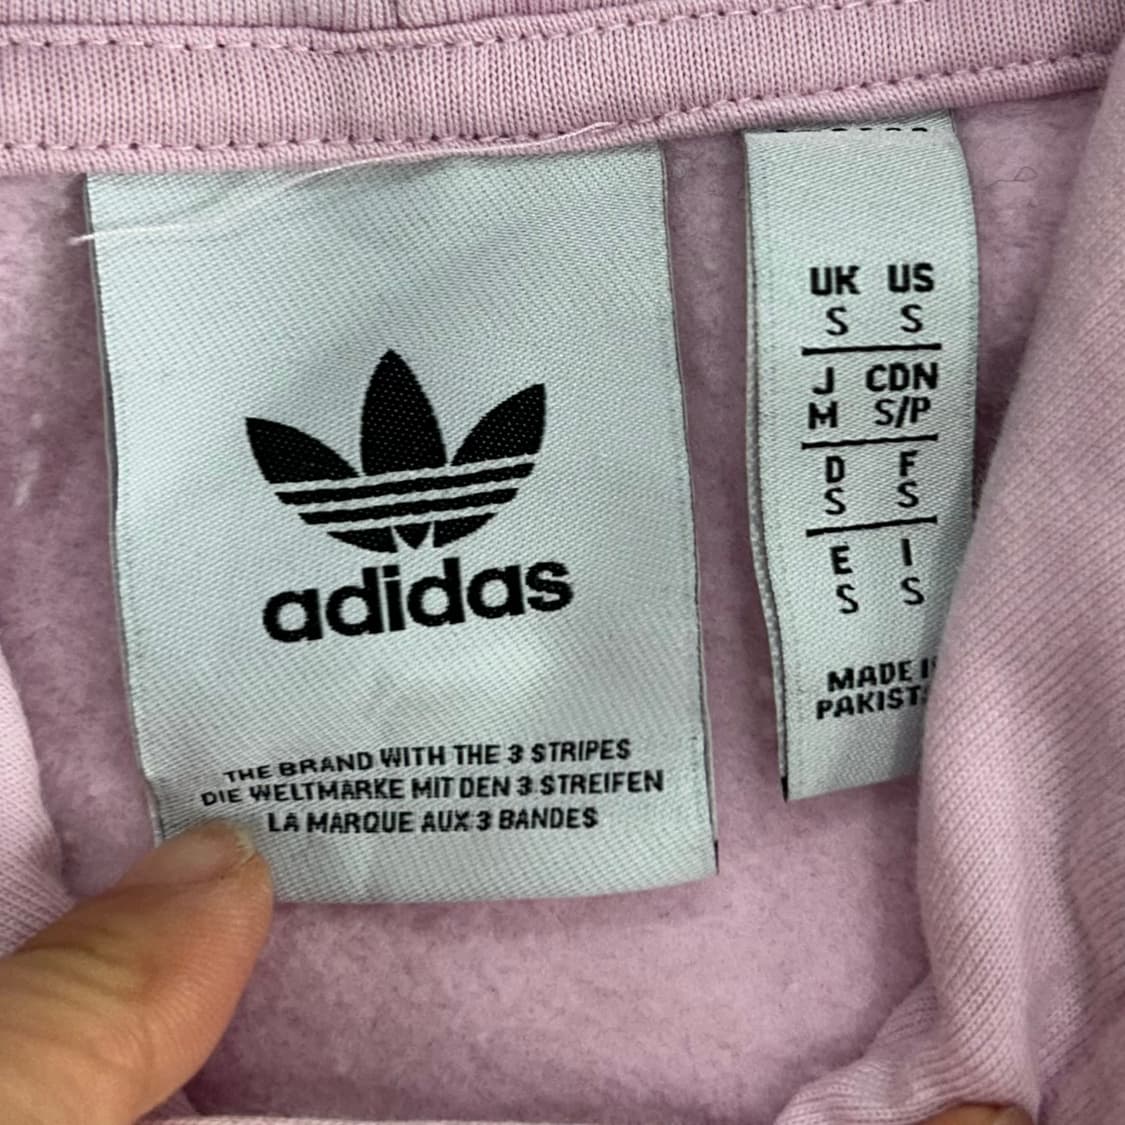 adidas
THE BRAND WITH THE 3 STRIPES
DIE WELTMARKE MIT DEN 3 STREIFEN
LA MARQUE AUX 3 BANDES
UK US
S S
J CDN
M S/P
D F
S S
E I
S S
MADE